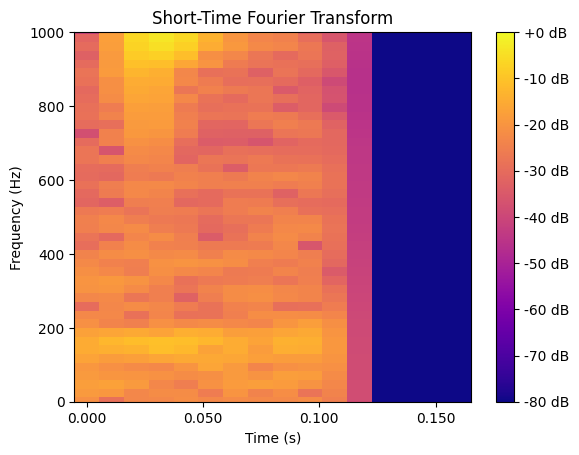 Short-Time Fourier Transform
1000
800
600
400
200
0
Frequency (Hz)
0.000
0.050
0.100
0.150
Time (s)
+0 dB
-10 dB
-20 dB
-30 dB
-40 dB
-50 dB
-60 dB
-70 dB
-80 dB